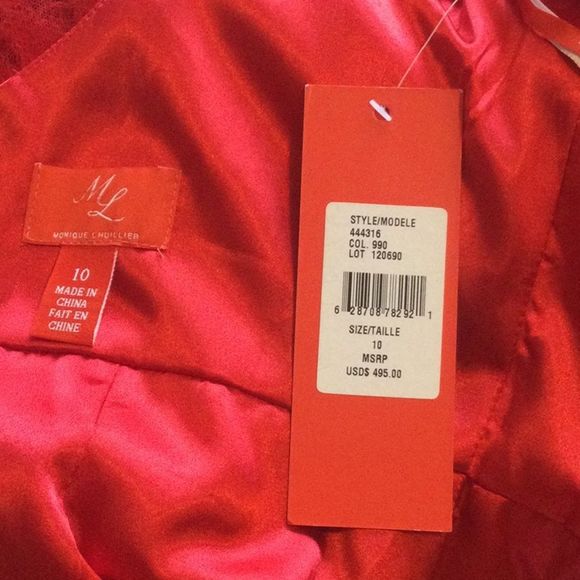 ML
MONIQUE LHUILLIER
10
MADE IN
CHINA
FAIT EN
CHINE
STYLE/MODELE
444316
COL. 990
LOT 120690
6 28708 78292 1
SIZE/TAILLE
10
MSRP
USD$ 495.00